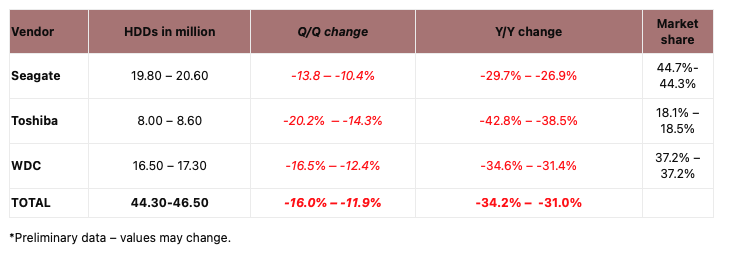 Vendor HDDs in million Q/Q change Y/Y change Market share
Seagate 19.80 – 20.60 -13.8 – -10.4% -29.7% – -26.9% 44.7%- 44.3%
Toshiba 8.00 – 8.60 -20.2% – -14.3% -42.8% – -38.5% 18.1% – 18.5%
WDC 16.50 – 17.30 -16.5% – -12.4% -34.6% – -31.4% 37.2% – 37.2%
TOTAL 44.30-46.50 -16.0% – -11.9% -34.2% – -31.0%
*Preliminary data – values may change.